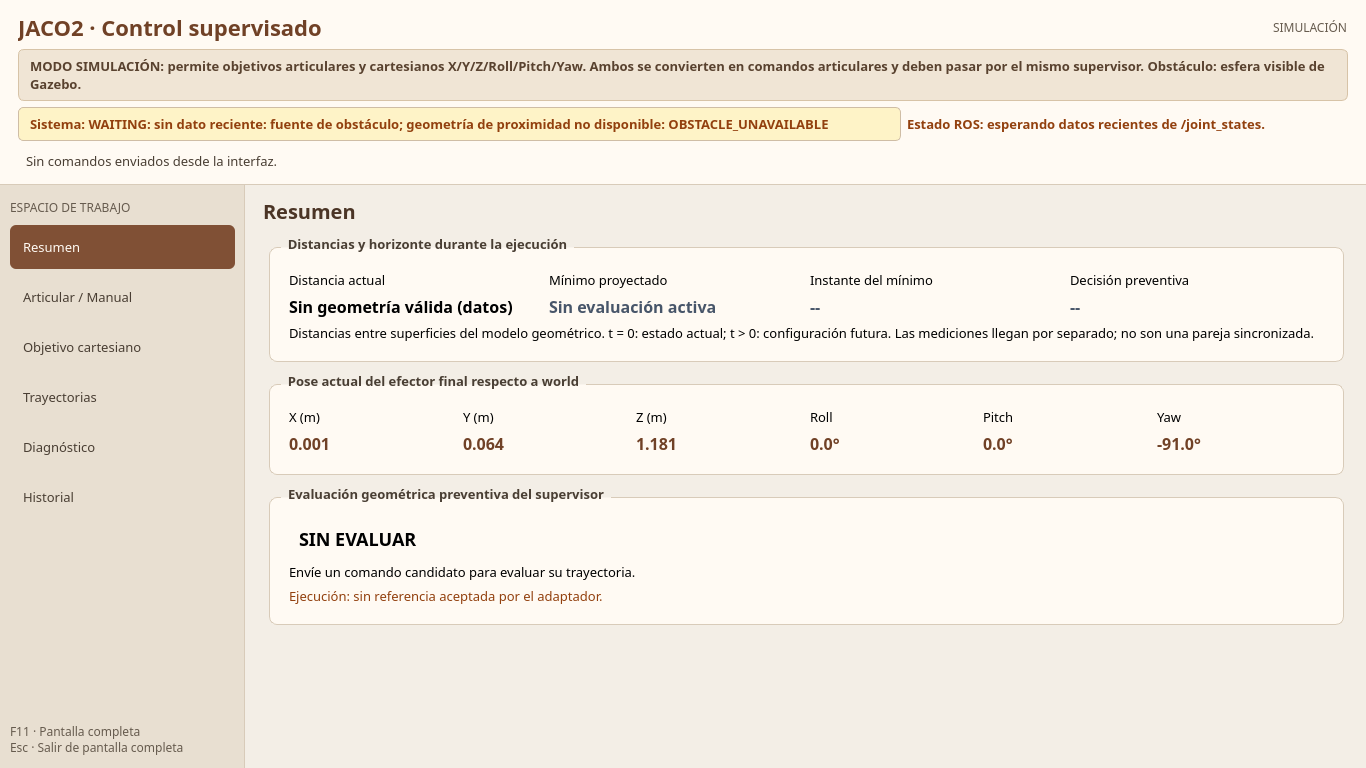 JACO2 · Control supervisado
SIMULACIÓN
MODO SIMULACIÓN: permite objetivos articulares y cartesianos X/Y/Z/Roll/Pitch/Yaw. Ambos se convierten en comandos articulares y deben pasar por el mismo supervisor. Obstáculo: esfera visible de
Gazebo.
Sistema: WAITING: sin dato reciente: fuente de obstáculo; geometría de proximidad no disponible: OBSTACLE_UNAVAILABLE
Estado ROS: esperando datos recientes de /joint_states.
Sin comandos enviados desde la interfaz.
ESPACIO DE TRABAJO
Resumen
Articular / Manual
Objetivo cartesiano
Trayectorias
Diagnóstico
Historial
F11 · Pantalla completa
Esc · Salir de pantalla completa
Resumen
Distancias y horizonte durante la ejecución
Distancia actual
Mínimo proyectado
Instante del mínimo
Decisión preventiva
Sin geometría válida (datos)
Sin evaluación activa
--
--
Distancias entre superficies del modelo geométrico. t = 0: estado actual; t > 0: configuración futura. Las mediciones llegan por separado; no son una pareja sincronizada.
Pose actual del efector final respecto a world
X (m)
Y (m)
Z (m)
Roll
Pitch
Yaw
0.001
0.064
1.181
0.0°
0.0°
-91.0°
Evaluación geométrica preventiva del supervisor
SIN EVALUAR
Envíe un comando candidato para evaluar su trayectoria.
Ejecución: sin referencia aceptada por el adaptador.